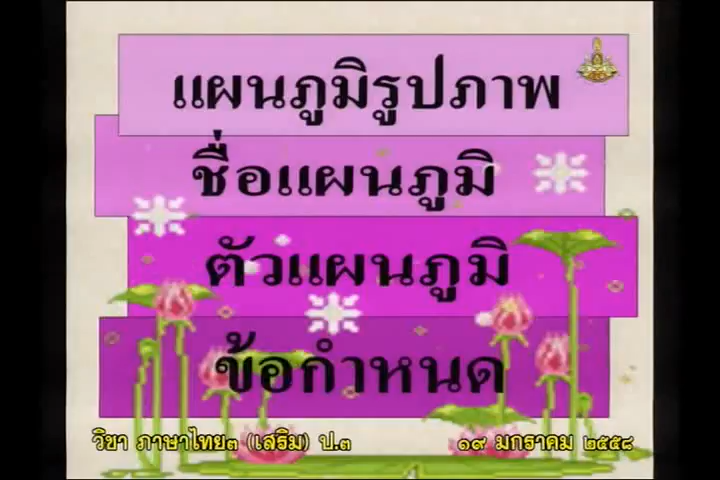 แผนภูมิรูปภาพ
ชื่อแผนภูมิ
ตัวแผนภูมิ
ข้อกำหนด
วิชา ภาษาไทย๓ (เสริม) ป.๓ ๑๙ มกราคม ๒๕๕๘